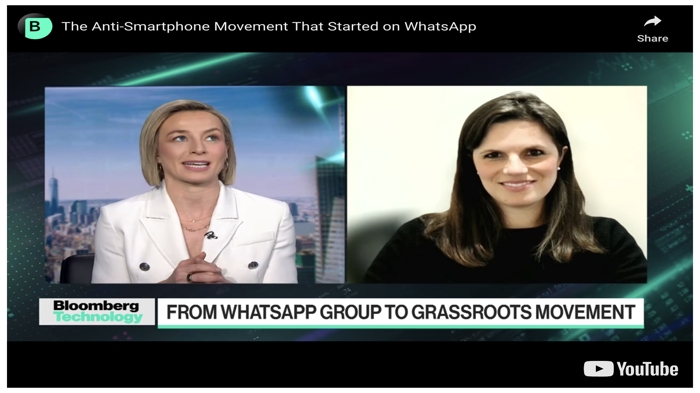 B
The Anti-Smartphone Movement That Started on WhatsApp
Share
Bloomberg
Technology
FROM WHATSAPP GROUP TO GRASSROOTS MOVEMENT
YouTube